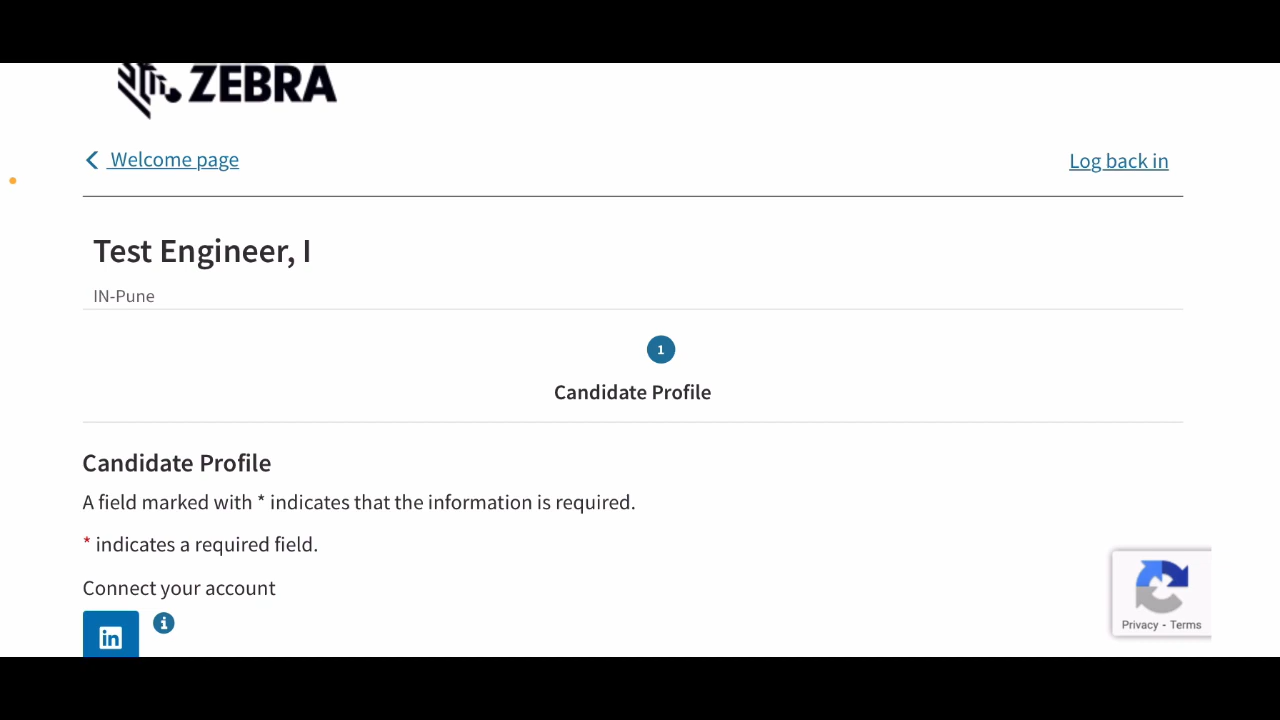 ZEBRA
Welcome page
Log back in
Test Engineer, I
IN-Pune
1
Candidate Profile
Candidate Profile
A field marked with * indicates that the information is required.
* indicates a required field.
Connect your account
in
i
Privacy - Terms